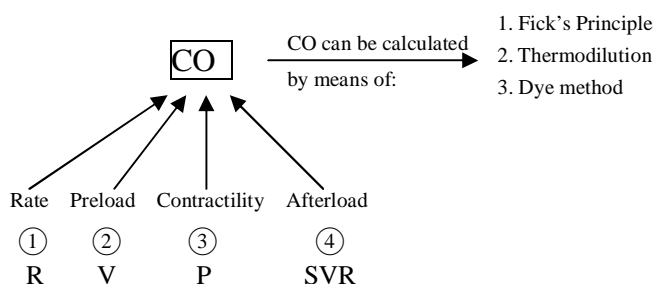 1. Fick's Principle
CO can be calculated
2. Thermodilution
CO
by means of:
3. Dye method
Rate Preload Contractility Afterload
1 2 3 4
R V P SVR